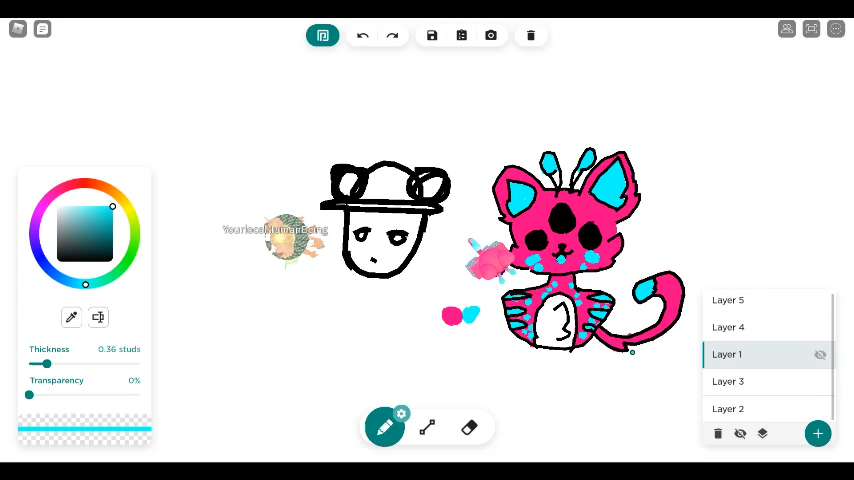 YourlocalHumanBeing
Thickness 0.36 studs
Transparency 0%
Layer 5
Layer 4
Layer 1
Layer 3
Layer 2